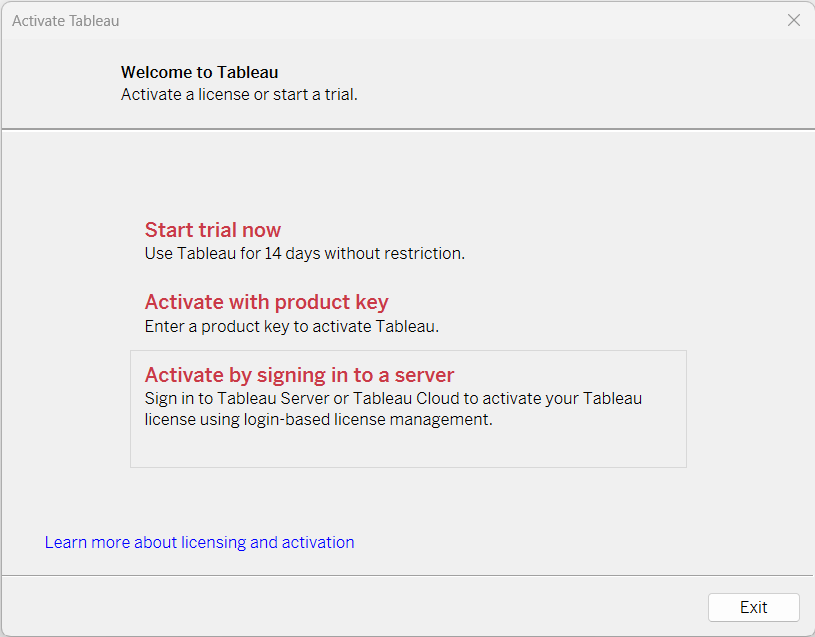 Activate Tableau
Welcome to Tableau
Activate a license or start a trial.
Start trial now
Use Tableau for 14 days without restriction.
Activate with product key
Enter a product key to activate Tableau.
Activate by signing in to a server
Sign in to Tableau Server or Tableau Cloud to activate your Tableau
license using login-based license management.
Learn more about licensing and activation
Exit